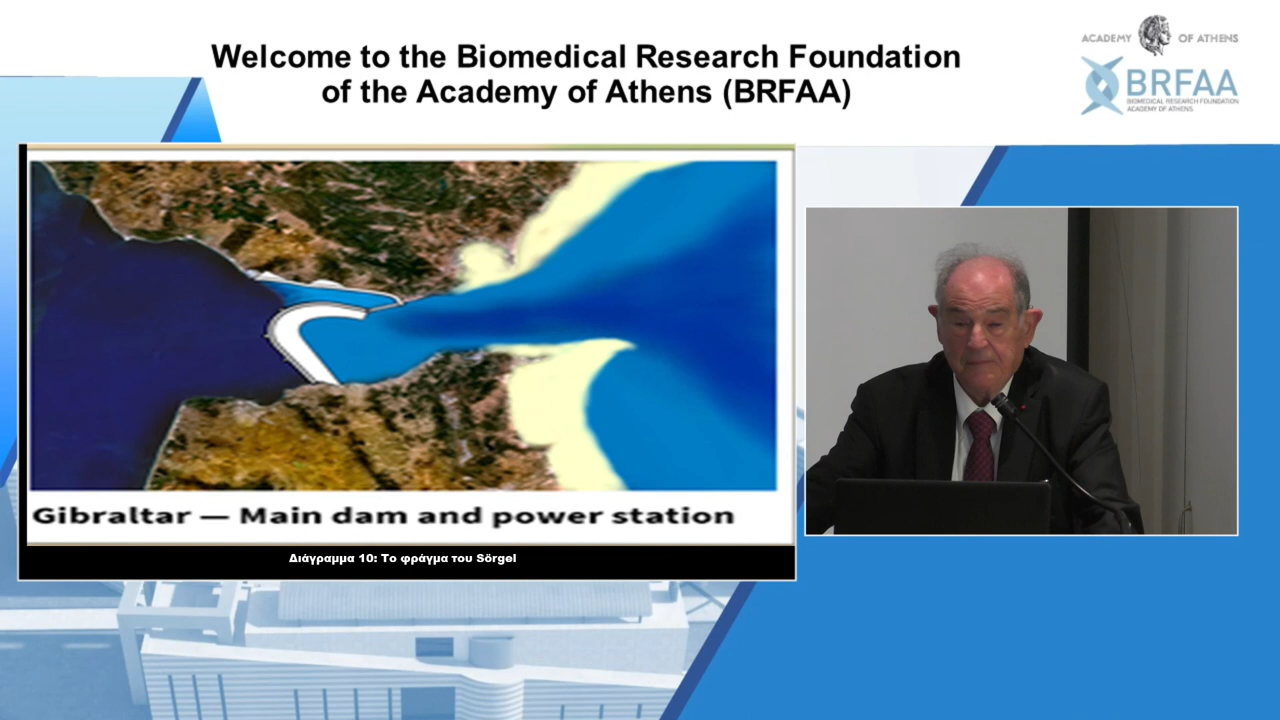 Welcome to the Biomedical Research Foundation
of the Academy of Athens (BRFAA)
ACADEMY OF ATHENS
BRFAA
BIOMEDICAL RESEARCH FOUNDATION
ACADEMY OF ATHENS
Gibraltar — Main dam and power station
Διάγραμμα 10: Το φράγμα του Sörgel